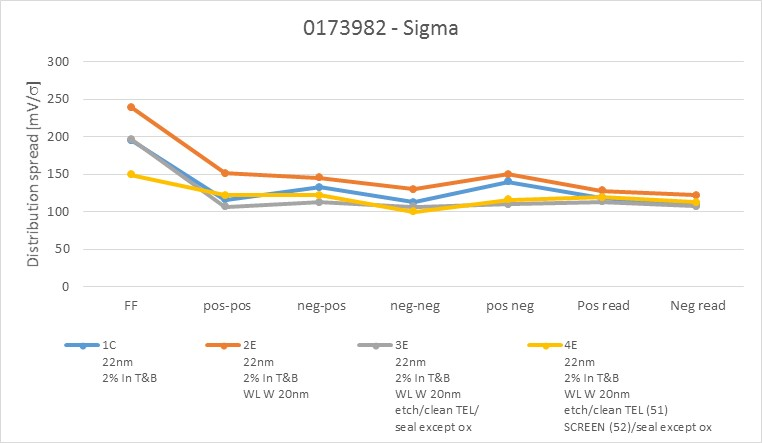 0173982 - Sigma
Distribution spread [mV/σ]
300
250
200
150
100
50
0
FF pos-pos neg-pos neg-neg pos neg Pos read Neg read
1C
22nm
2% In T&B
2E
22nm
2% In T&B
WL W 20nm
3E
22nm
2% In T&B
WL W 20nm
etch/clean TEL/
seal except ox
4E
22nm
2% In T&B
WL W 20nm
etch/clean TEL (51)
SCREEN (52)/seal except ox